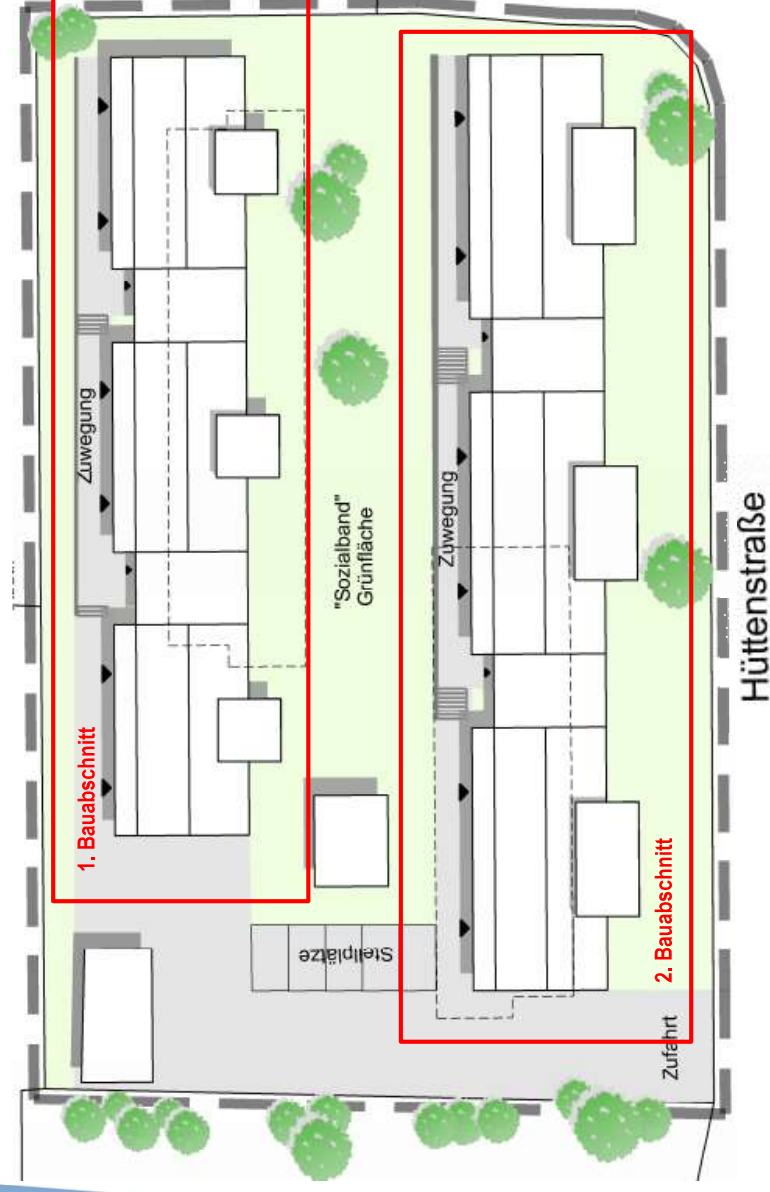 Zuwegung
1. Bauabschnitt
"Sozialband"
Grünfläche
Zuwegung
Stellplätze
2. Bauabschnitt
Zufahrt
Hüttenstraße